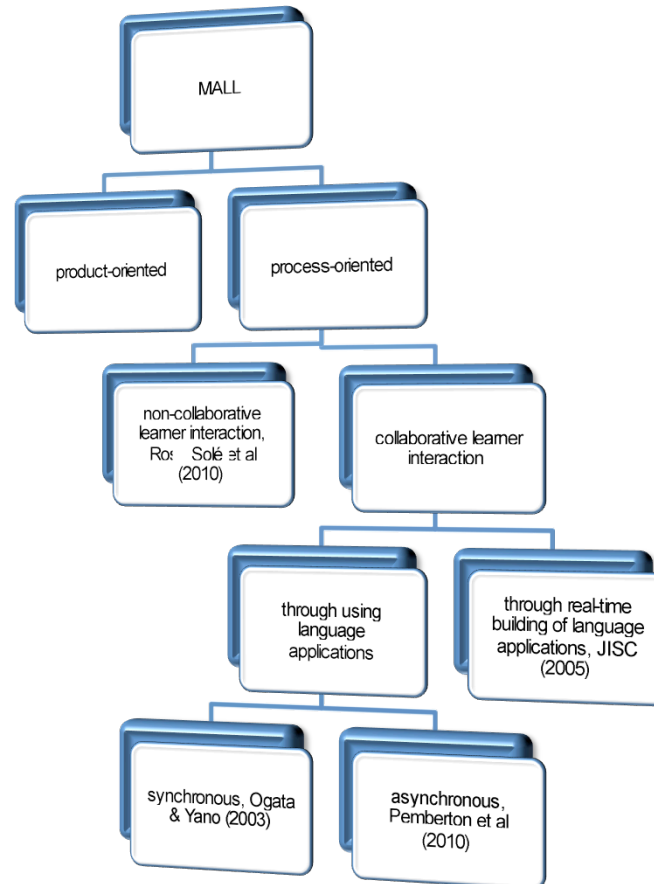 MALL
product-oriented
process-oriented
non-collaborative
learner interaction,
Solé et al
(2010)
collaborative learner
interaction
through using
language
applications
through real-time
building of language
applications, JISC
(2005)
synchronous, Ogata
& Yano (2003)
asynchronous,
Pemberton et al
(2010)